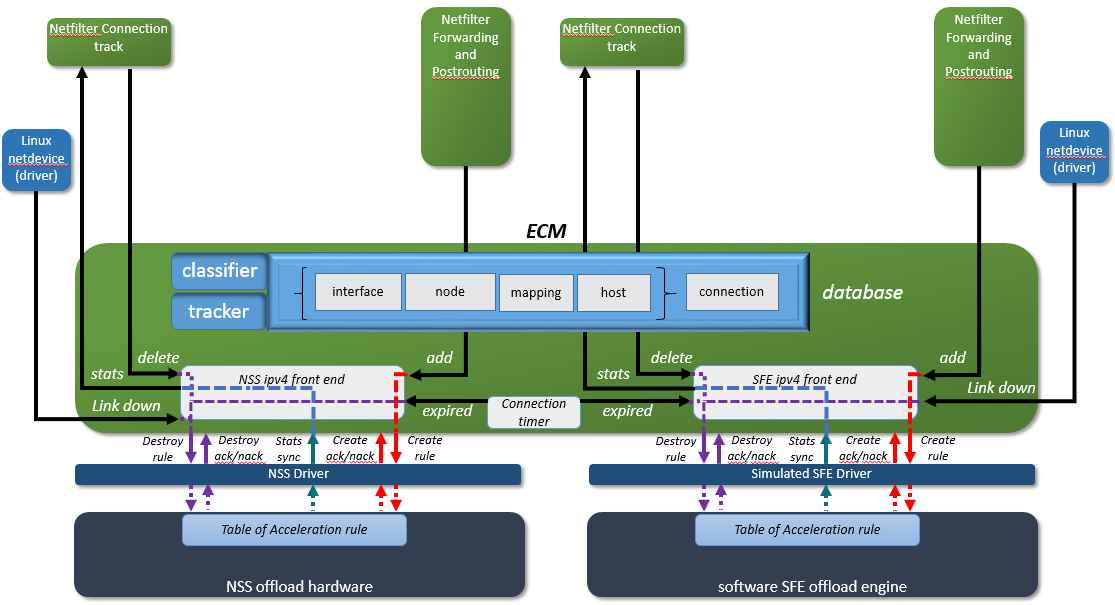 Netfilter Connection
track
Netfilter
Forwarding
and
Postrouting
Netfilter Connection
track
Netfilter
Forwarding
and
Postrouting
Linux
netdevice
(driver)
Linux
netdevice
(driver)
ECM
classifier
tracker
interface
node
mapping
host
connection
database
delete
add
delete
add
stats
NSS ipv4 front end
stats
SFE ipv4 front end
Link down
Link down
expired
Connection
timer
expired
Destroy
rule
Destroy
ack/nack
Stats
sync
Create
ack/nack
Create
rule
Destroy
rule
Destroy
ack/nack
Stats
sync
Create
ack/nack
Create
rule
NSS Driver
Simulated SFE Driver
Table of Acceleration rule
Table of Acceleration rule
NSS offload hardware
software SFE offload engine